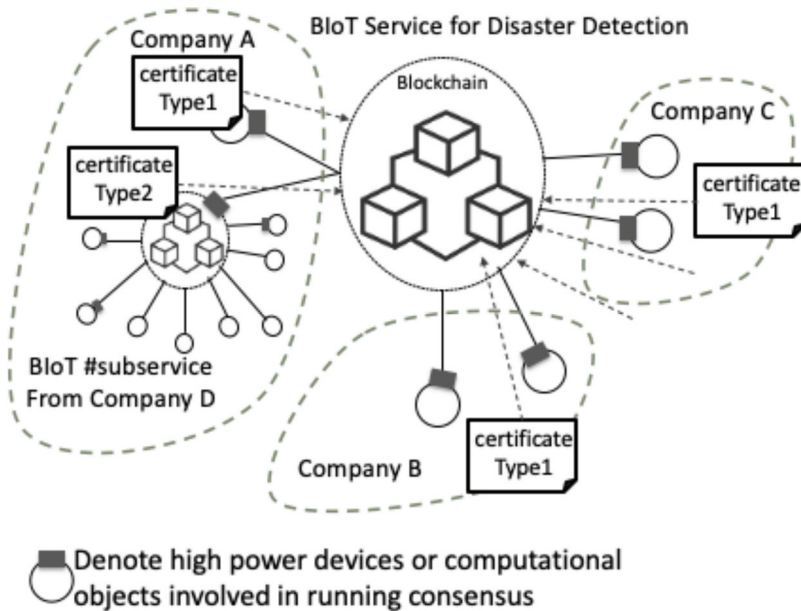 BIoT Service for Disaster Detection
Company A
certificate
Type1
Blockchain
Company C
certificate
Type2
certificate
Type1
BIoT #subservice
From Company D
certificate
Type1
Company B
Denote high power devices or computational
objects involved in running consensus